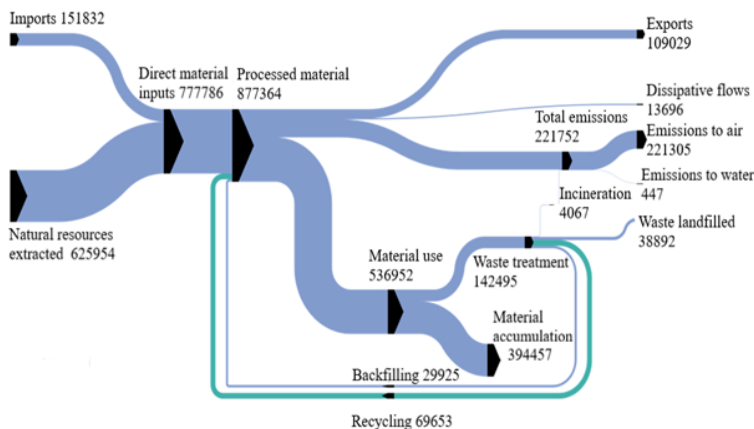 Imports 151832
Exports
109029
Direct material
inputs 777786
Processed material
877364
Dissipative flows
13696
Total emissions
221752
Emissions to air
221305
Emissions to water
447
Incineration
4067
Waste landfilled
38892
Natural resources
extracted 625954
Material use
536952
Waste treatment
142495
Material
accumulation
394457
Backfilling 29925
Recycling 69653